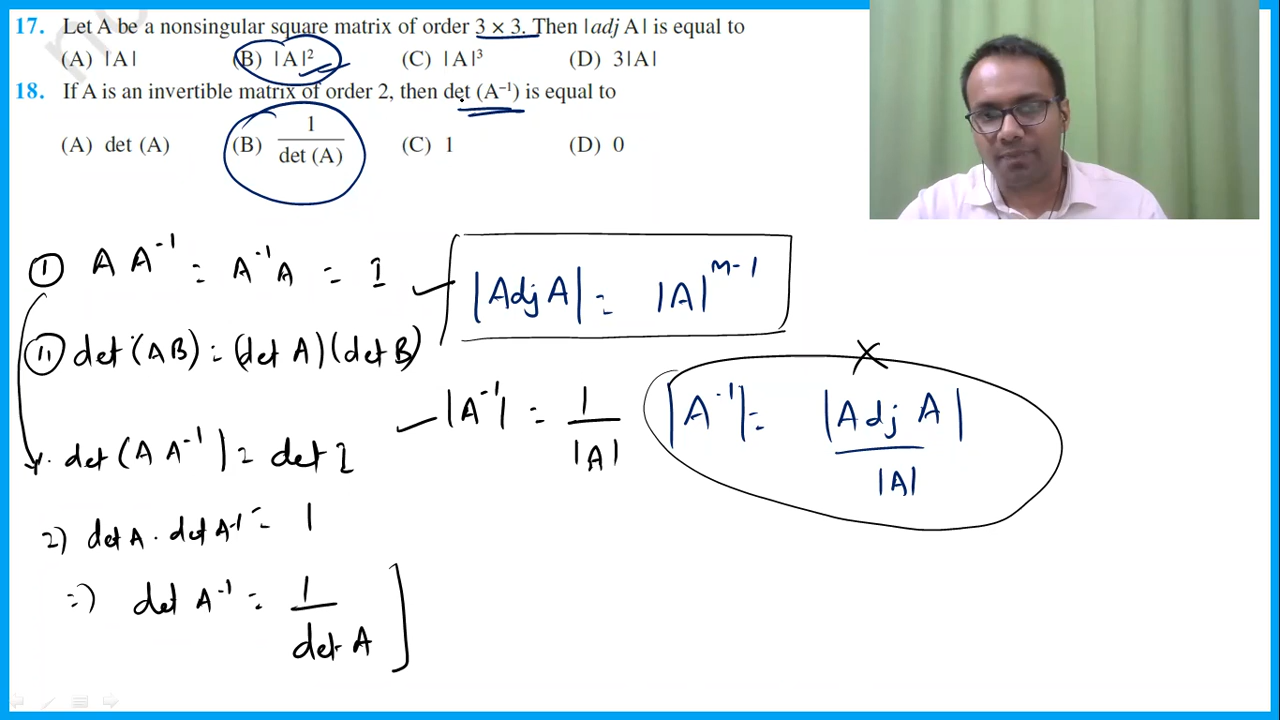 17. Let A be a nonsingular square matrix of order 3 × 3. Then |adj A| is equal to
(A) |A| (B) |A|² (C) |A|³ (D) 3|A|
18. If A is an invertible matrix of order 2, then det (A⁻¹) is equal to
(A) det (A) (B) 1/det (A) (C) 1 (D) 0
① A A⁻¹ = A⁻¹ A = I
|Adj A| = |A|ⁿ⁻¹
⑪ det (AB) = (det A) (det B)
|A⁻¹| = 1/|A|
X
|A⁻¹| = |Adj A|/|A|
det (A A⁻¹) = det I
2) det A . det A⁻¹ = 1
=) det A⁻¹ = 1/det A